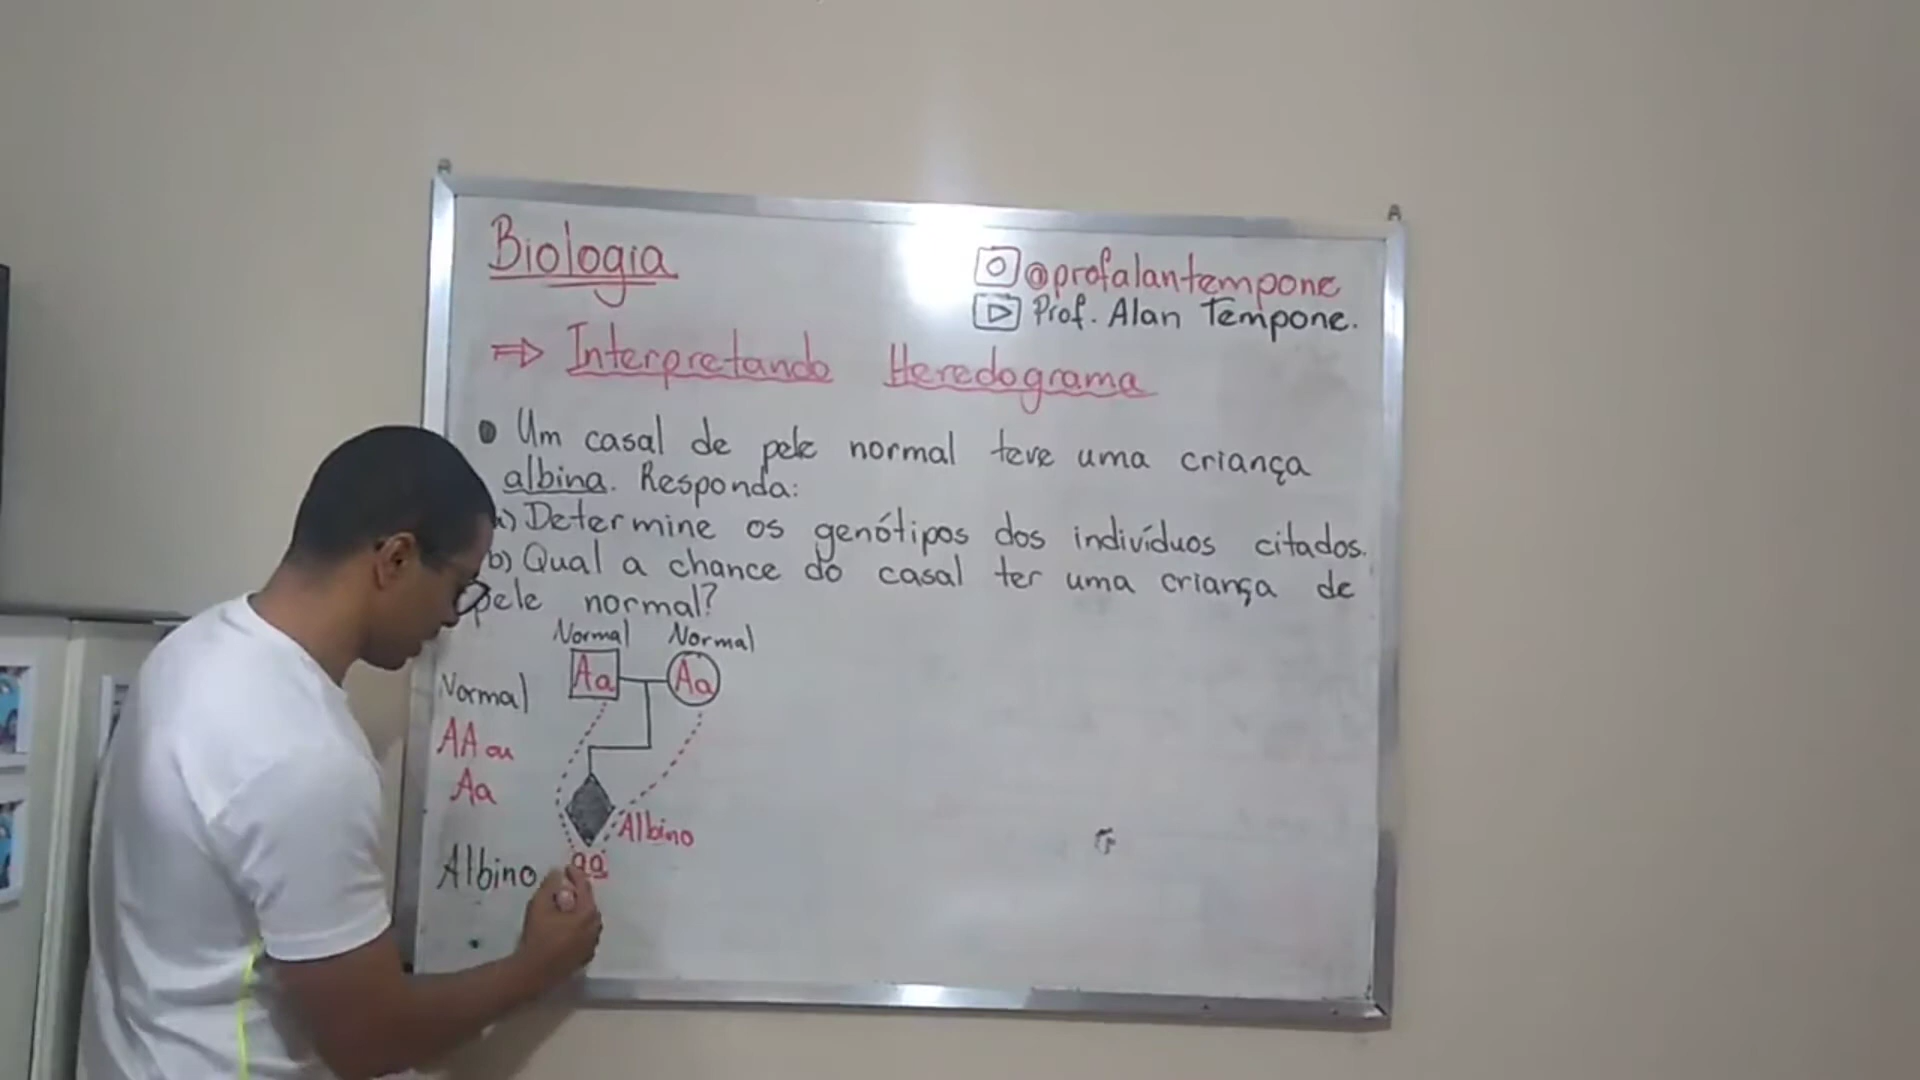 Biologia
@profalantempone
Prof. Alan Tempone.
⇒ Interpretando Heredograma
• Um casal de pele normal teve uma criança
albina. Responda:
a) Determine os genótipos dos indivíduos citados.
b) Qual a chance do casal ter uma criança de
pele normal?
Normal Normal
Aa Aa
Normal
AA ou
Aa
Albino
Albino
aa